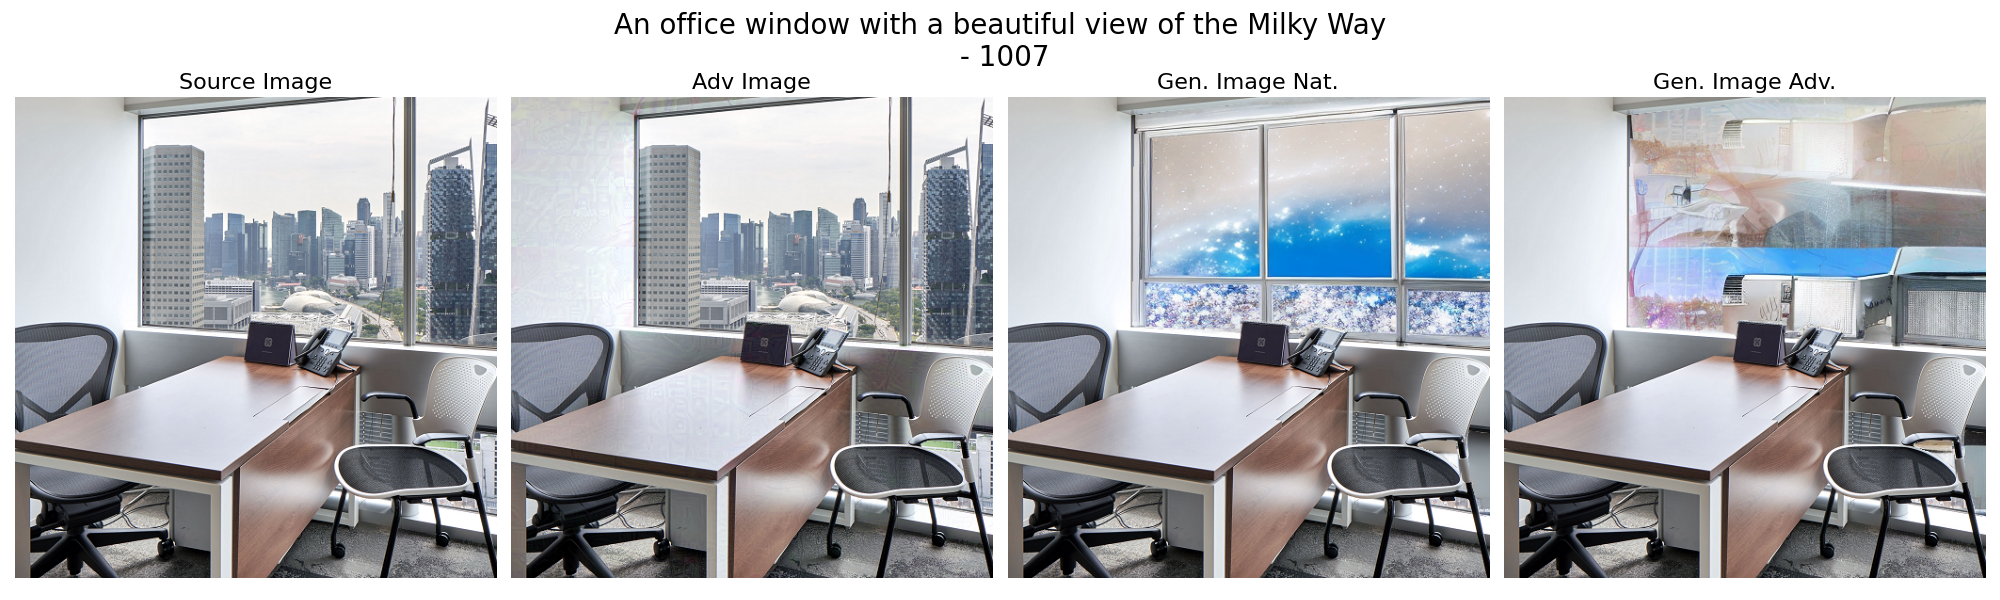 An office window with a beautiful view of the Milky Way
- 1007
Source Image
Adv Image
Gen. Image Nat.
Gen. Image Adv.